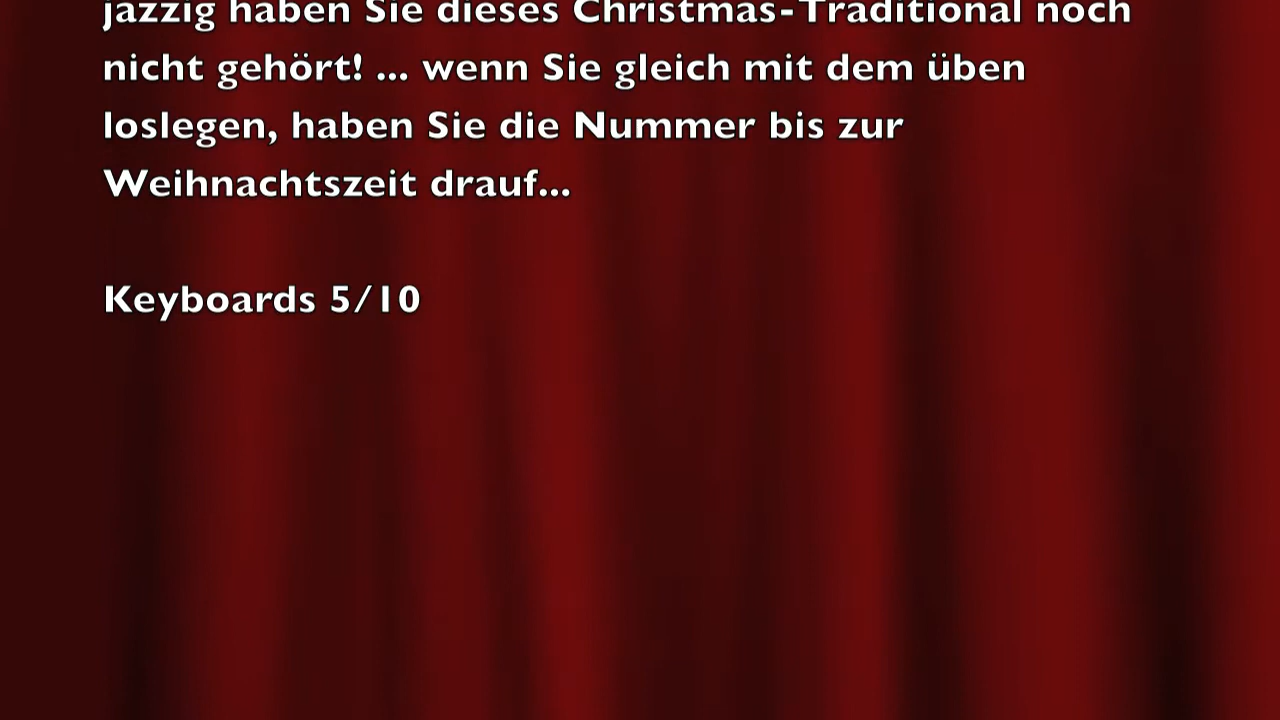 jazzig haben Sie dieses Christmas-Traditional noch
nicht gehört! ... wenn Sie gleich mit dem üben
loslegen, haben Sie die Nummer bis zur
Weihnachtszeit drauf...
Keyboards 5/10